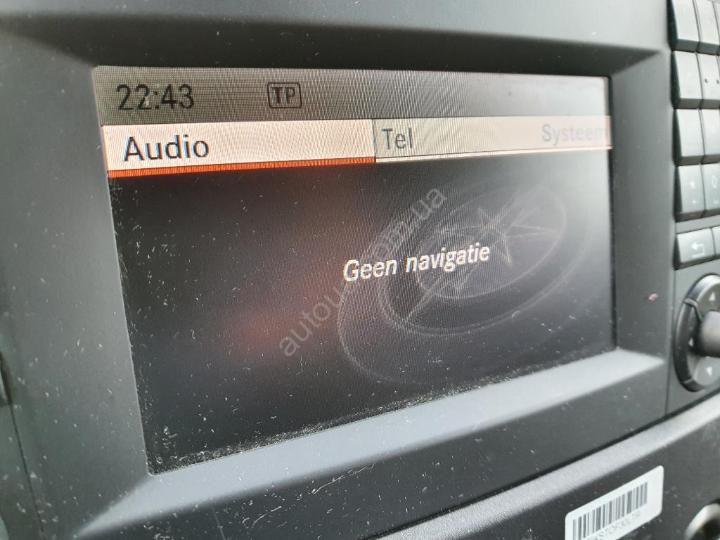 22:43 TP
Audio Tel Systeem
Geen navigatie